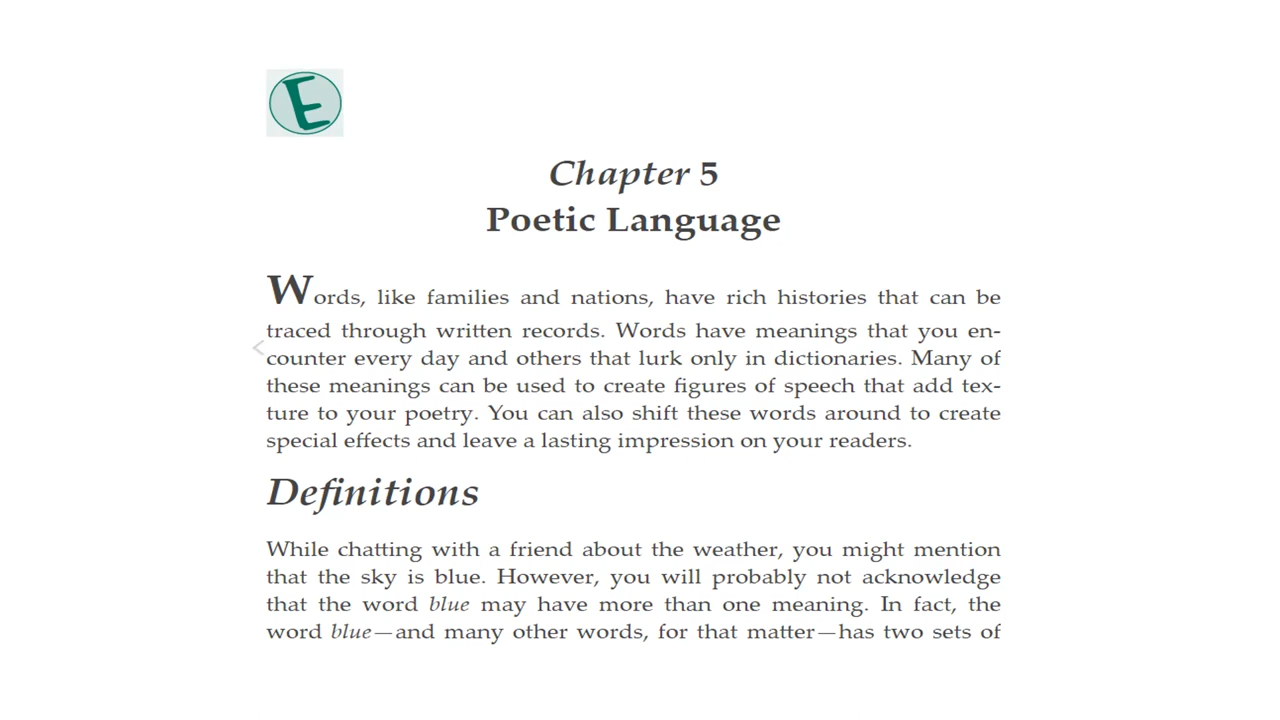 E
Chapter 5
Poetic Language
Words, like families and nations, have rich histories that can be
traced through written records. Words have meanings that you en-
counter every day and others that lurk only in dictionaries. Many of
these meanings can be used to create figures of speech that add tex-
ture to your poetry. You can also shift these words around to create
special effects and leave a lasting impression on your readers.
Definitions
While chatting with a friend about the weather, you might mention
that the sky is blue. However, you will probably not acknowledge
that the word blue may have more than one meaning. In fact, the
word blue—and many other words, for that matter—has two sets of